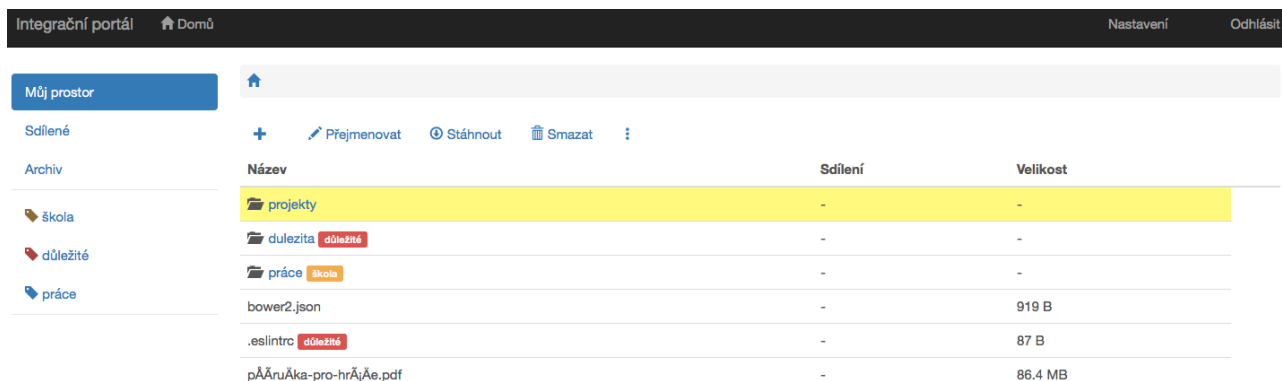 Integrační portál Domů Nastavení Odhlásit
Můj prostor
Sdílené
Archiv
škola
důležité
práce
Přejmenovat Stáhnout Smazat
Název Sdílení Velikost
projekty - -
dulezita důležité - -
práce škola - -
bower2.json - 919 B
.eslintrc důležité - 87 B
pÅÃruÄka-pro-hrÃ¡Äe.pdf - 86.4 MB